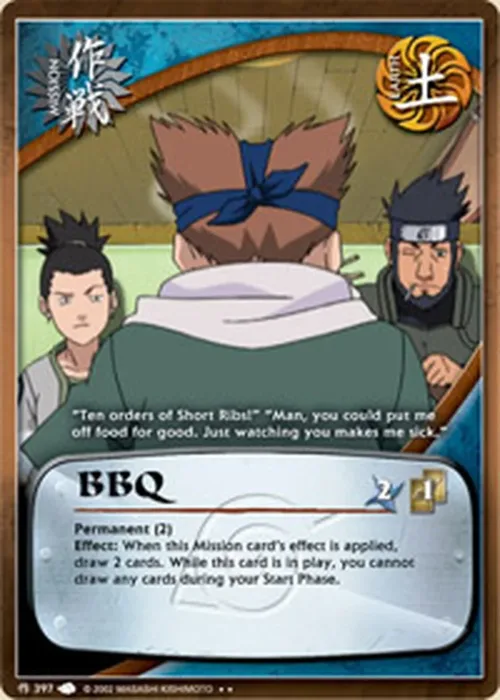 MISSION
作戦
EARTH
土
"Ten orders of Short Ribs!" "Man, you could put me
off food for good. Just watching you makes me sick."
BBQ
2
1
Permanent (2)
Effect: When this Mission card's effect is applied,
draw 2 cards. While this card is in play, you cannot
draw any cards during your Start Phase.
397
© 2002 MASASHI KISHIMOTO